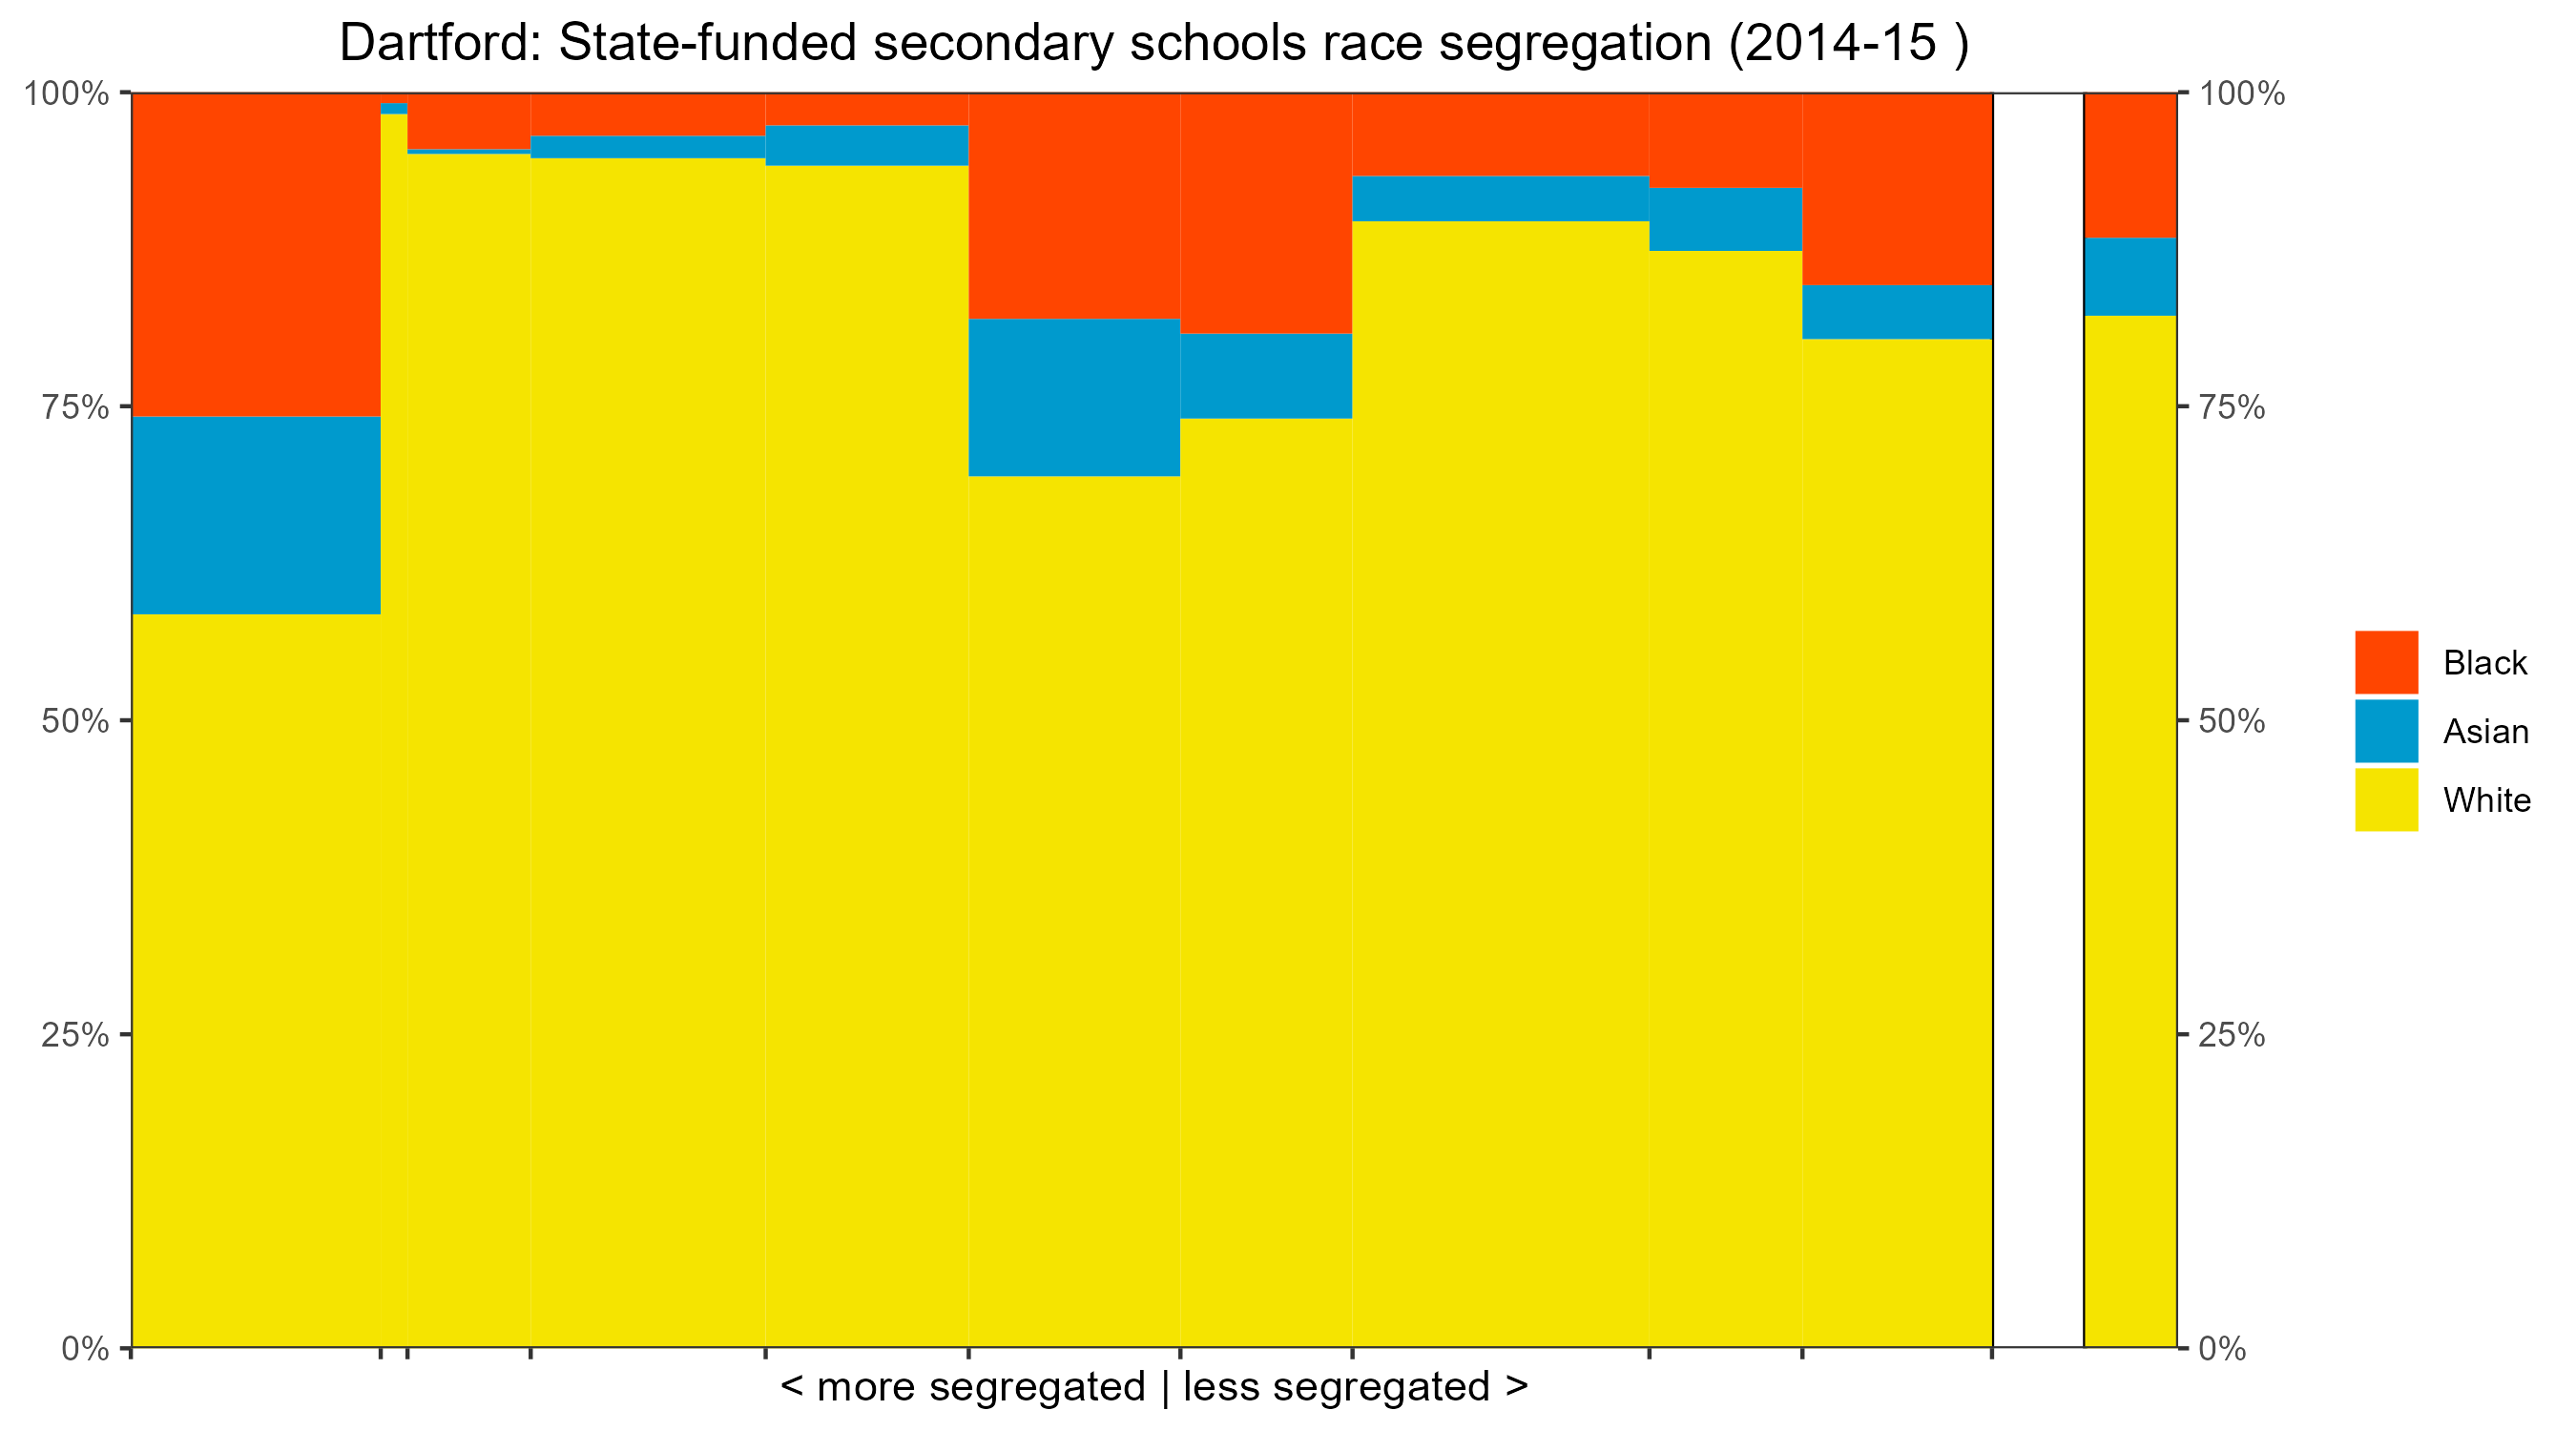 Dartford: State-funded secondary schools race segregation (2014-15 )
100%
75%
50%
25%
0%
100%
75%
50%
25%
0%
Black
Asian
White
< more segregated | less segregated >